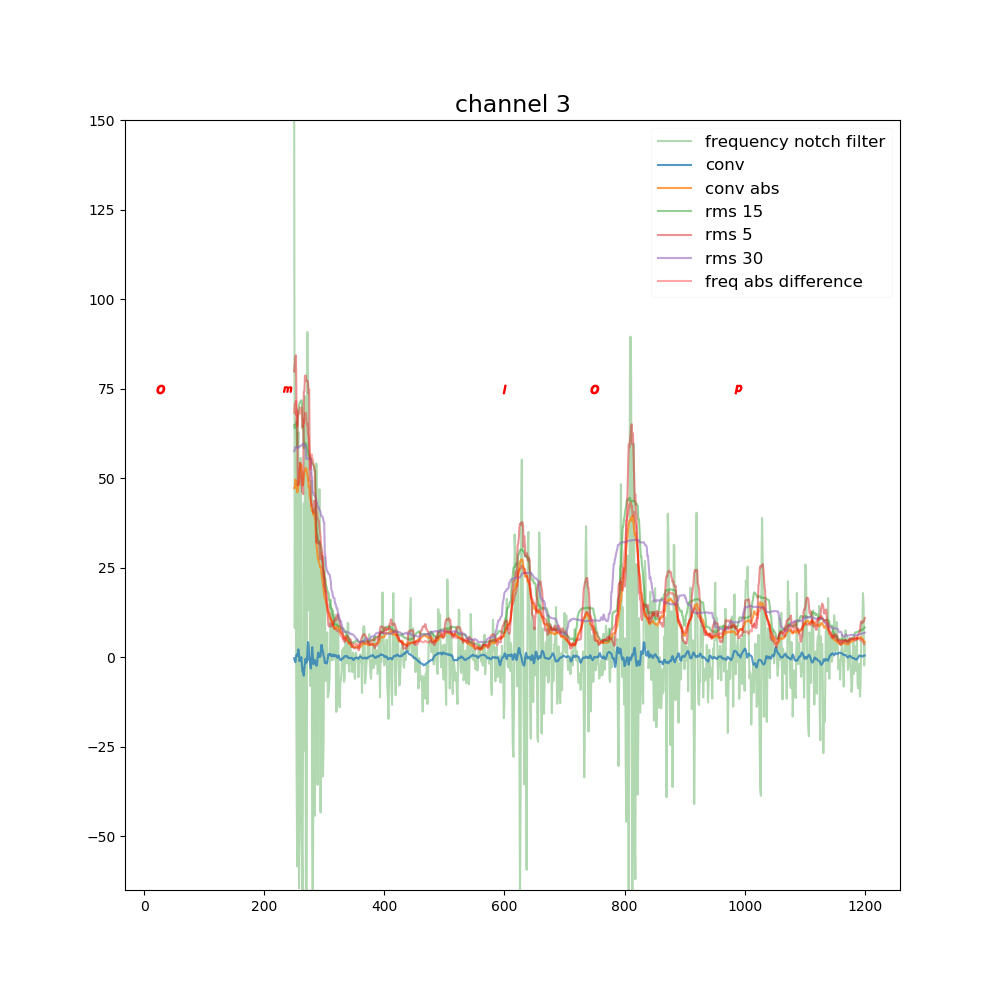 channel 3
150
125
100
75
50
25
0
−25
−50
0 200 400 600 800 1000 1200
frequency notch filter
conv
conv abs
rms 15
rms 5
rms 30
freq abs difference
o m l o p